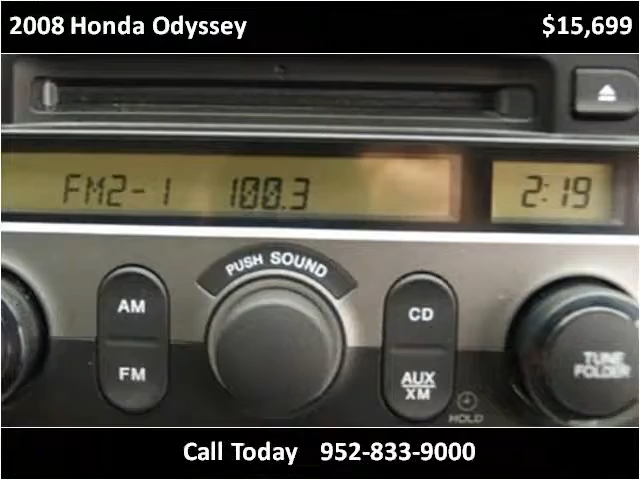 2008 Honda Odyssey $15,699
FM2-1 100.3 2:19
PUSH SOUND
AM CD
FM AUX/XM
TUNE
FOLDER
HOLD
Call Today 952-833-9000